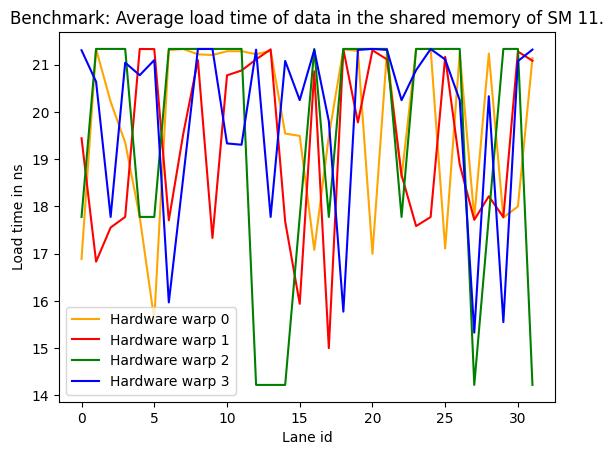 Benchmark: Average load time of data in the shared memory of SM 11.
Load time in ns
21
20
19
18
17
16
15
14
Hardware warp 0
Hardware warp 1
Hardware warp 2
Hardware warp 3
0 5 10 15 20 25 30
Lane id